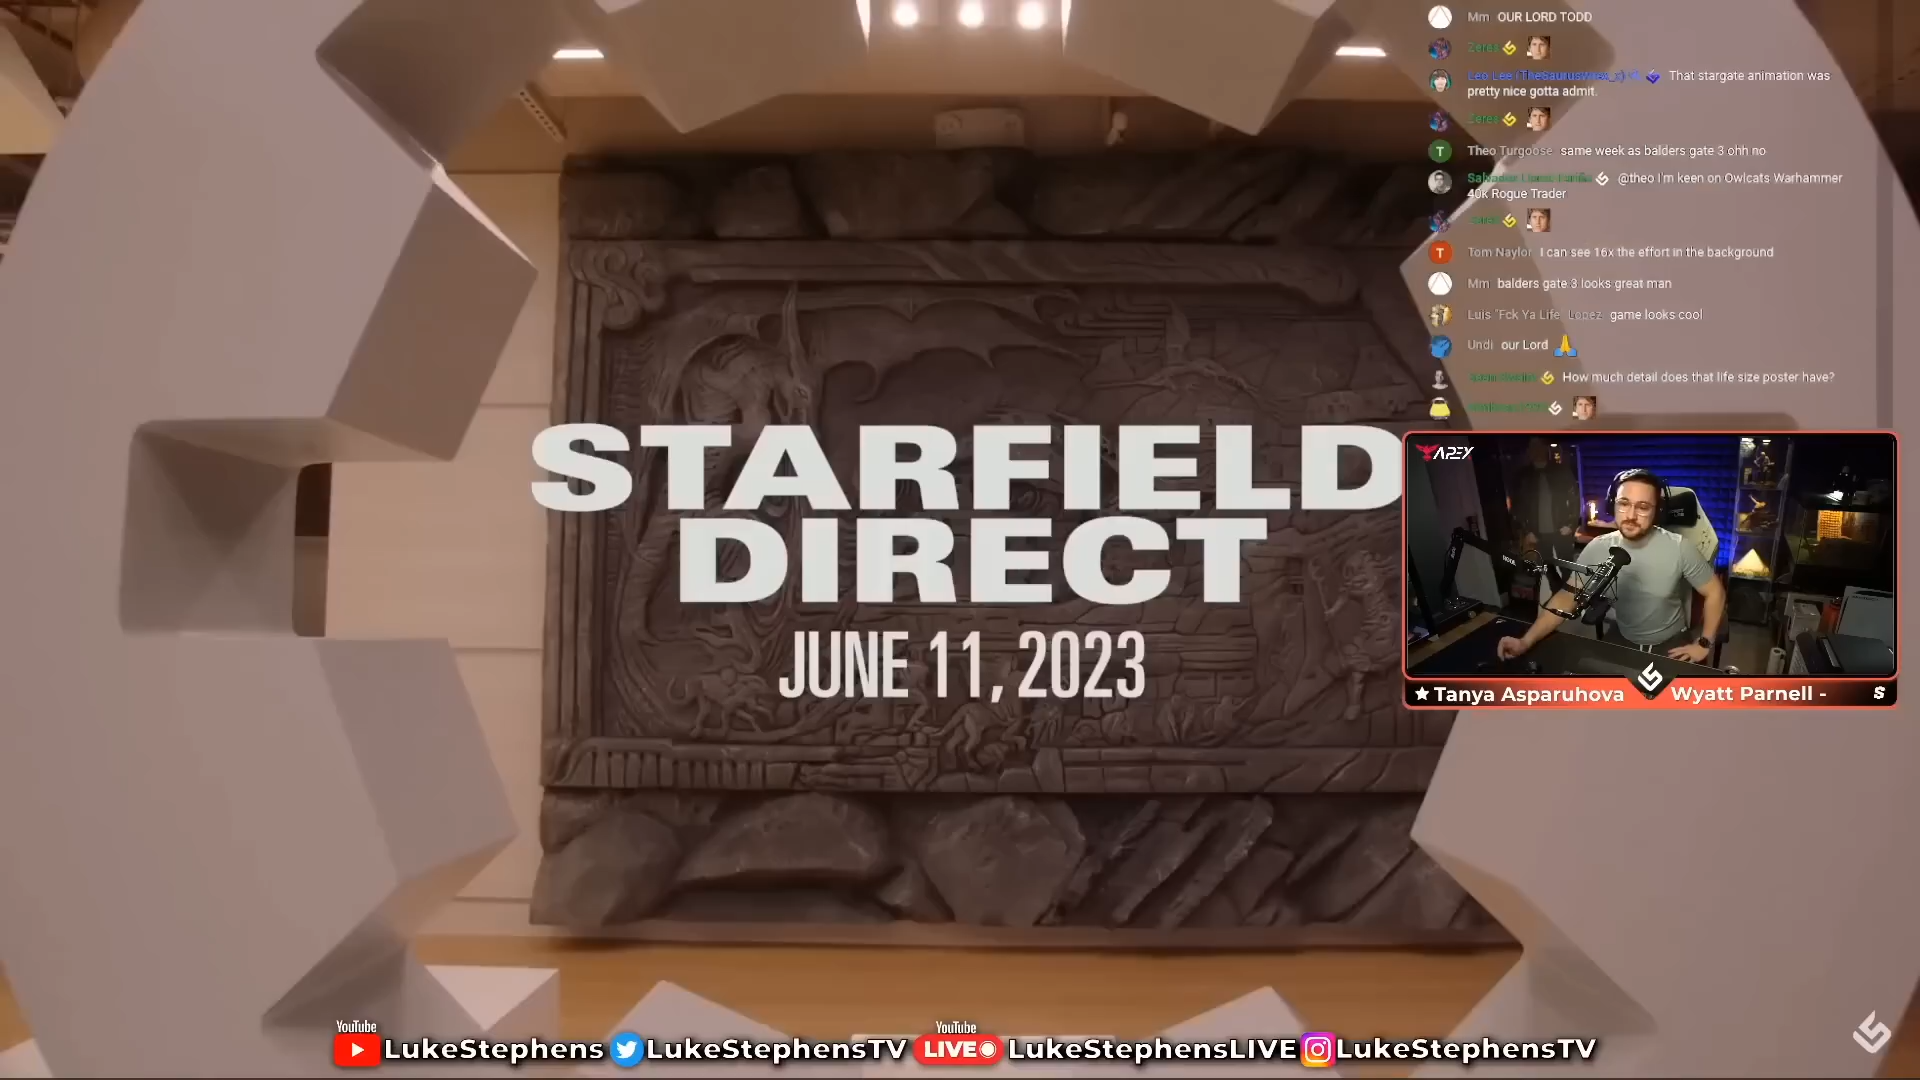 Mm OUR LORD TODD
Zerea
That stargate animation was
pretty nice gotta admit.
Zerea
Theo Turgoose same week as balders gate 3 ohh no
@theo I'm keen on Owlcats Warhammer
40k Rogue Trader
Tom Naylor I can see 16x the effort in the background
Mm balders gate 3 looks great man
Luis "Fck Ya Life" Lopez game looks cool
Undi our Lord 🙏
How much detail does that life size poster have?
STARFIELD
DIRECT
JUNE 11, 2023
APEX
★ Tanya Asparuhova
Wyatt Parnell -
YouTube
LukeStephens
LukeStephensTV
YouTube
LIVE
LukeStephensLIVE
LukeStephensTV